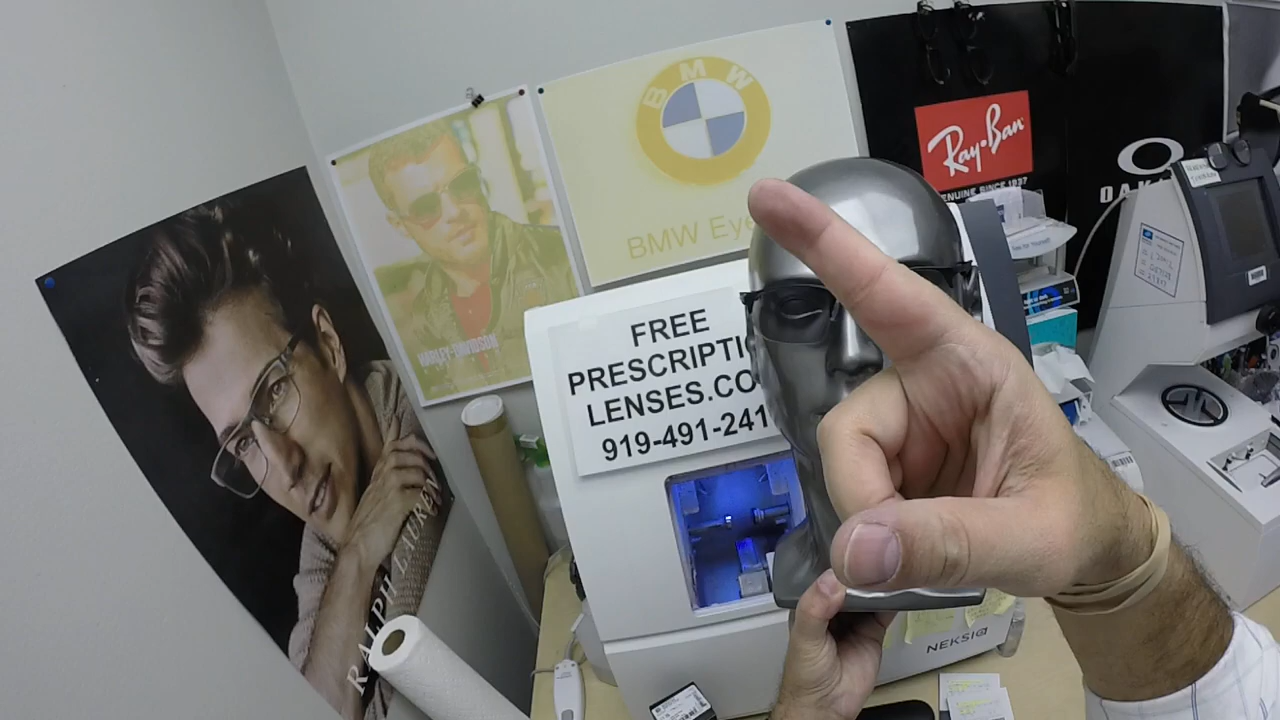 BMW
BMW Eye
Ray-Ban
GENUINE SINCE 1937
HARLEY-DAVIDSON
FREE
PRESCRIPTI
LENSES.CO
919-491-241
RALPH LAUREN
NEKSIA